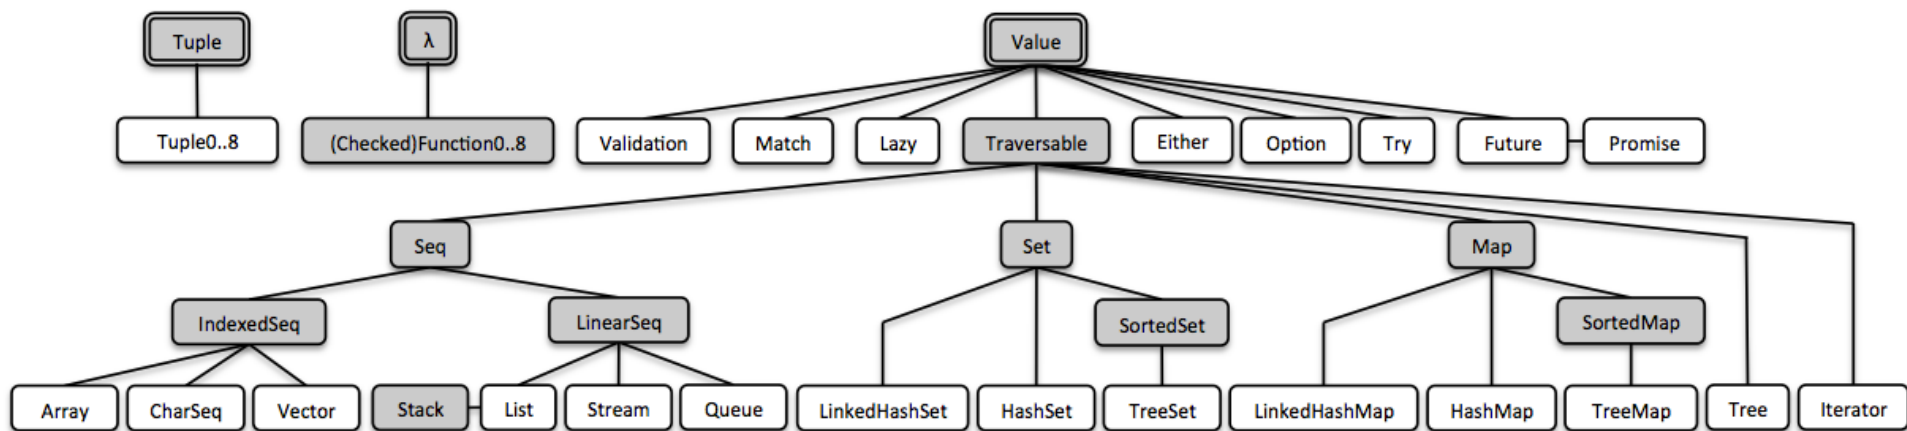 Tuple
λ
Value
Tuple0..8
(Checked)Function0..8
Validation
Match
Lazy
Traversable
Either
Option
Try
Future
Promise
Seq
Set
Map
IndexedSeq
LinearSeq
SortedSet
SortedMap
Array
CharSeq
Vector
Stack
List
Stream
Queue
LinkedHashSet
HashSet
TreeSet
LinkedHashMap
HashMap
TreeMap
Tree
Iterator